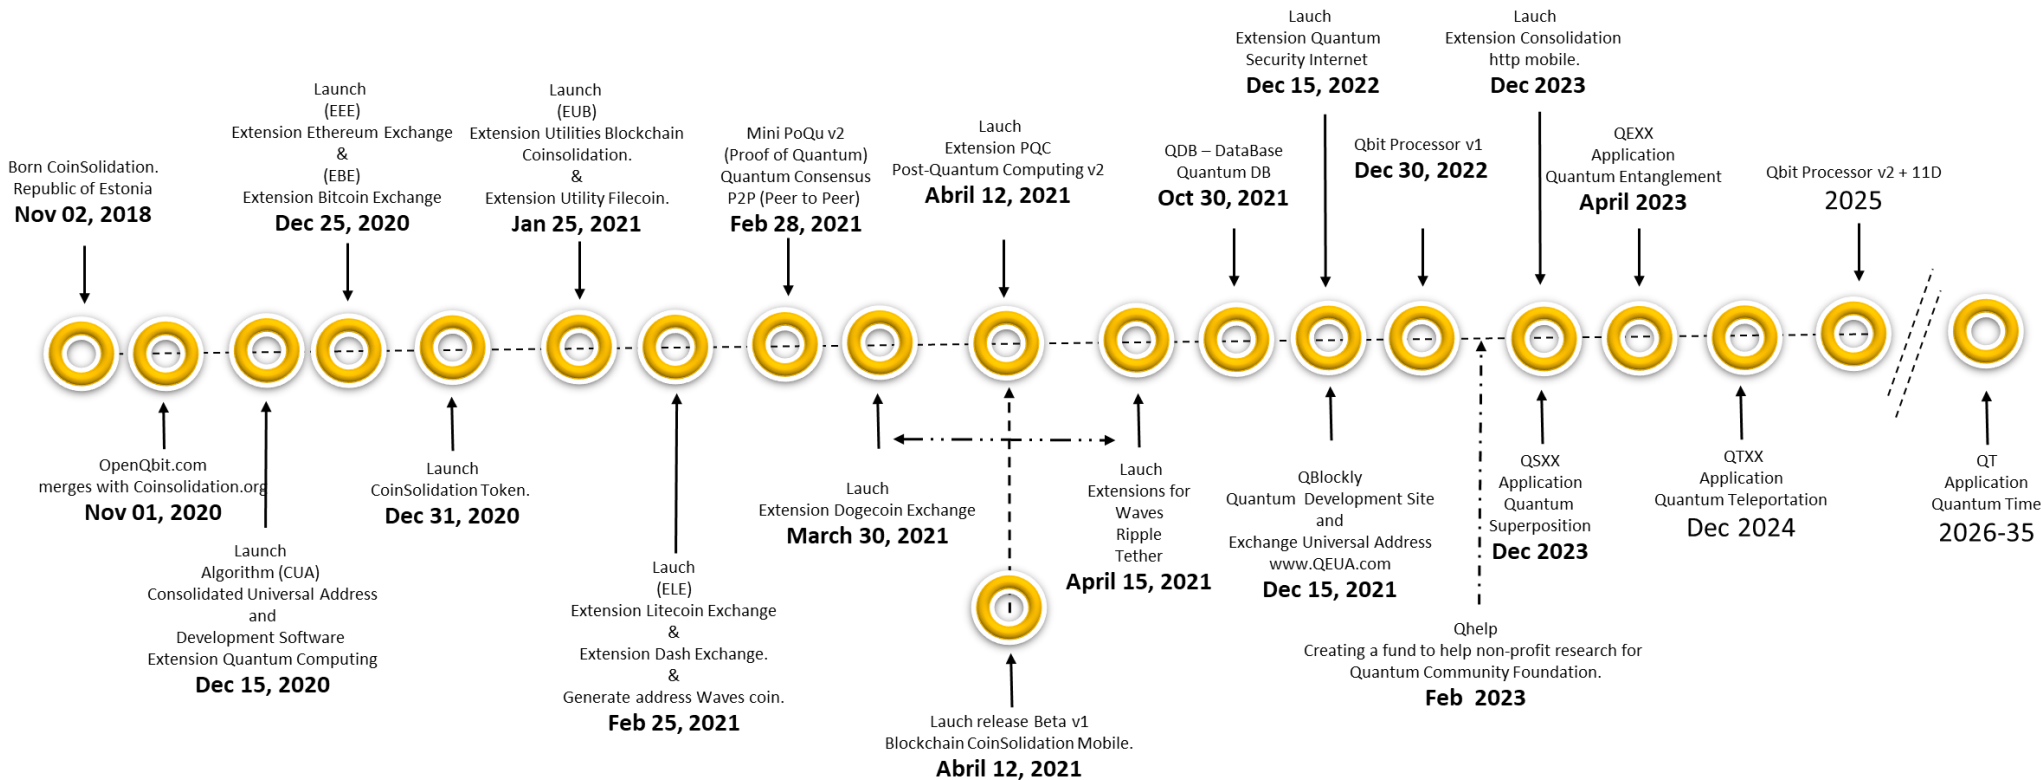 Born CoinSolidation.
Republic of Estonia
Nov 02, 2018
OpenQbit.com
merges with Coinsolidation.org
Nov 01, 2020
Launch
Algorithm (CUA)
Consolidated Universal Address
and
Development Software
Extension Quantum Computing
Dec 15, 2020
Launch
(EEE)
Extension Ethereum Exchange
&
(EBE)
Extension Bitcoin Exchange
Dec 25, 2020
Launch
CoinSolidation Token.
Dec 31, 2020
Launch
(EUB)
Extension Utilities Blockchain
Coinsolidation.
&
Extension Utility Filecoin.
Jan 25, 2021
Lauch
(ELE)
Extension Litecoin Exchange
&
Extension Dash Exchange.
&
Generate address Waves coin.
Feb 25, 2021
Mini PoQu v2
(Proof of Quantum)
Quantum Consensus
P2P (Peer to Peer)
Feb 28, 2021
Lauch
Extension Dogecoin Exchange
March 30, 2021
Lauch
Extension PQC
Post-Quantum Computing v2
Abril 12, 2021
Lauch release Beta v1
Blockchain CoinSolidation Mobile.
Abril 12, 2021
Lauch
Extensions for
Waves
Ripple
Tether
April 15, 2021
QDB – DataBase
Quantum DB
Oct 30, 2021
Lauch
Extension Quantum
Security Internet
Dec 15, 2022
QBlockly
Quantum Development Site
and
Exchange Universal Address
www.QEUA.com
Dec 15, 2021
Qbit Processor v1
Dec 30, 2022
Qhelp
Creating a fund to help non-profit research for
Quantum Community Foundation.
Feb 2023
Lauch
Extension Consolidation
http mobile.
Dec 2023
QSXX
Application
Quantum
Superposition
Dec 2023
QEXX
Application
Quantum Entanglement
April 2023
QTXX
Application
Quantum Teleportation
Dec 2024
Qbit Processor v2 + 11D
2025
QT
Application
Quantum Time
2026-35